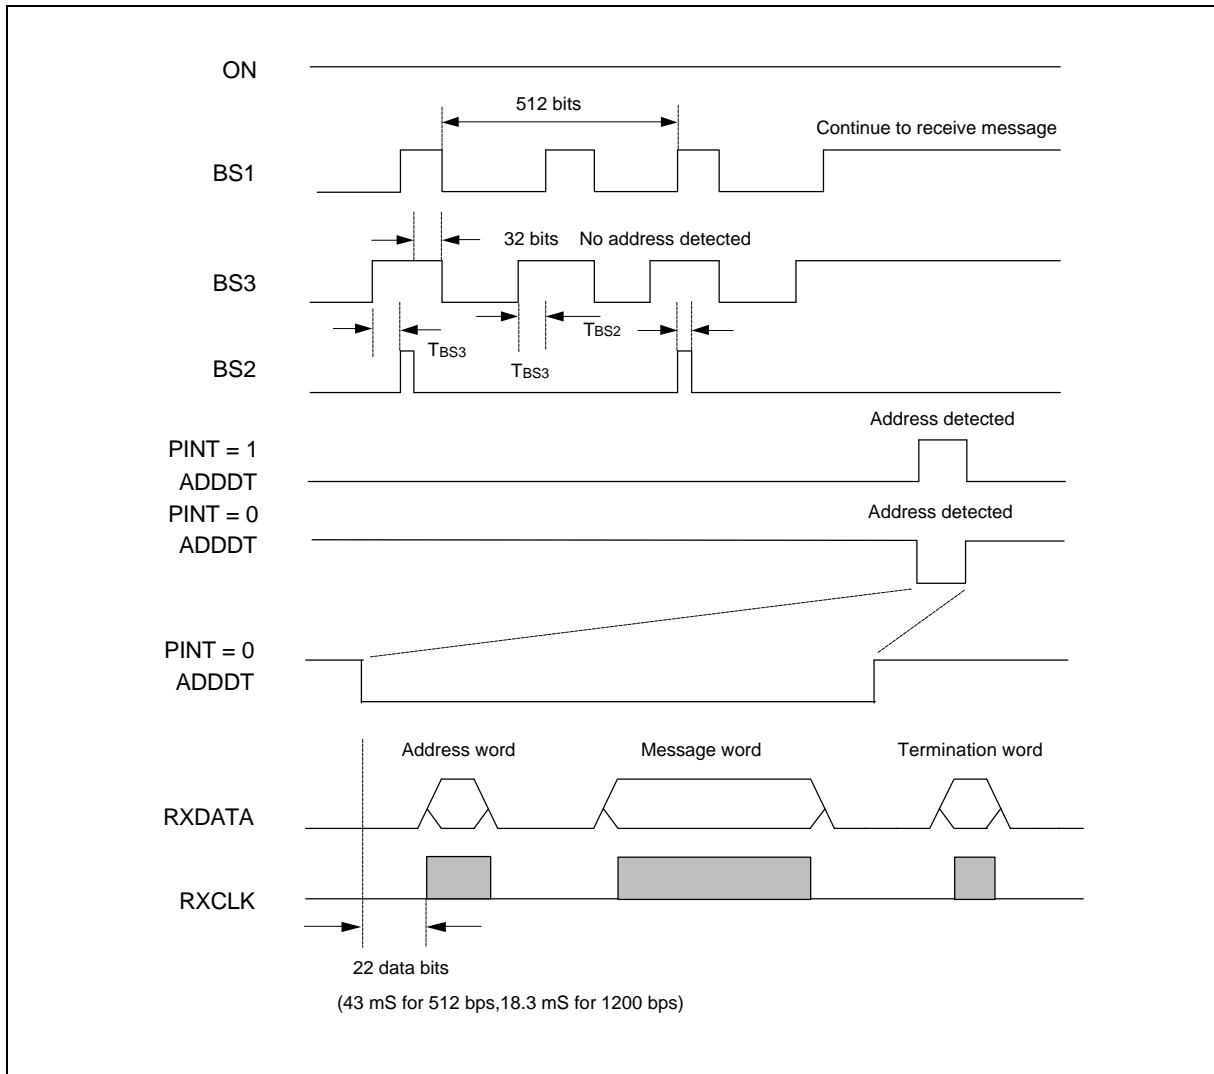 ON
512 bits
Continue to receive message
BS1
32 bits No address detected
BS3
TBS2
TBS3
TBS3
BS2
Address detected
PINT = 1
ADDDT
PINT = 0
Address detected
ADDDT
PINT = 0
ADDDT
Address word
Message word
Termination word
RXDATA
RXCLK
22 data bits
(43 mS for 512 bps,18.3 mS for 1200 bps)